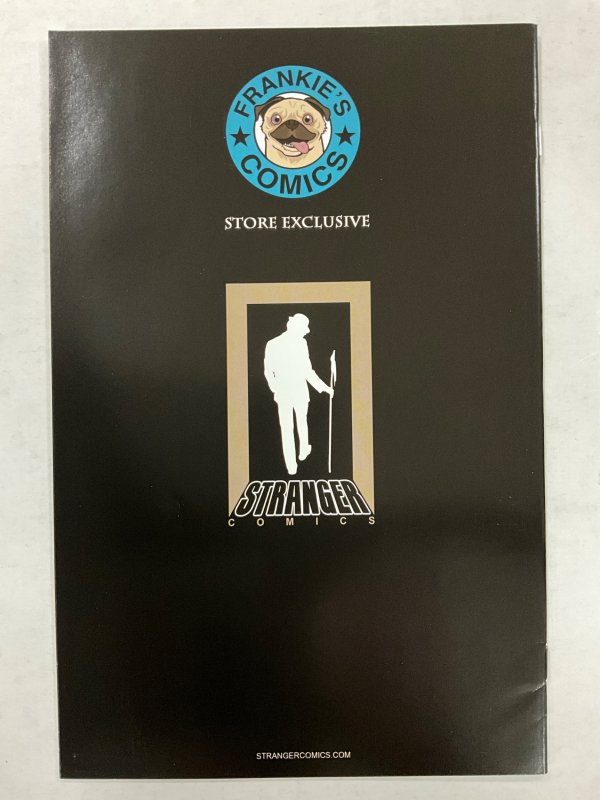 FRANKIE'S
COMICS
STORE EXCLUSIVE
STRANGER
COMICS
STRANGERCOMICS.COM